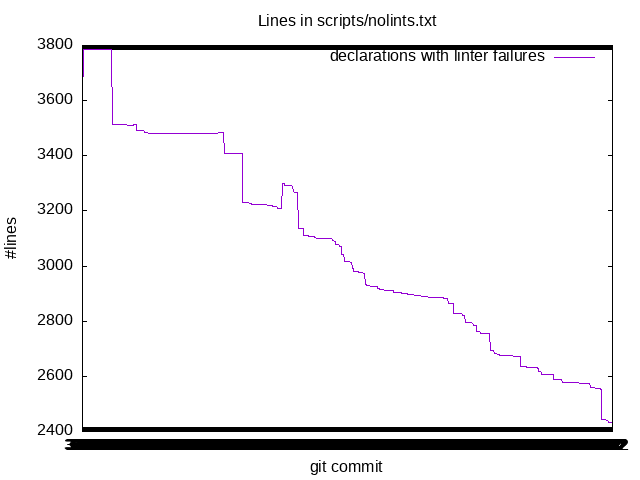 Lines in scripts/nolints.txt
3800
declarations with linter failures
3600
3400
3200
3000
2800
2600
2400
#lines
git commit